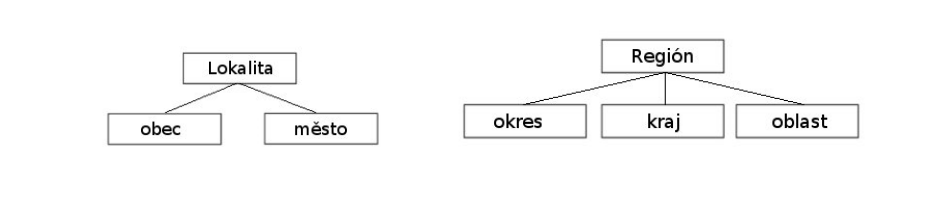 Lokalita
obec město
Región
okres kraj oblast